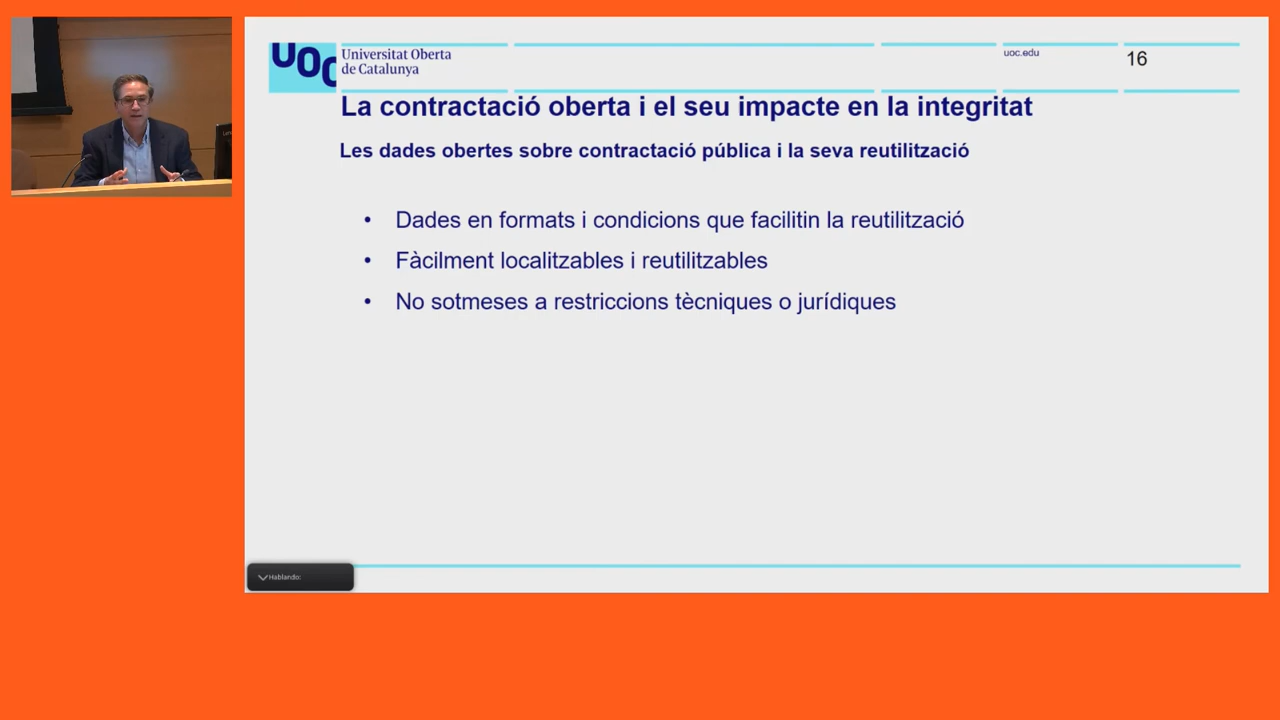 UOC
Universitat Oberta
de Catalunya
uoc.edu
16
La contractació oberta i el seu impacte en la integritat
Les dades obertes sobre contractació pública i la seva reutilització
• Dades en formats i condicions que facilitin la reutilització
• Fàcilment localitzables i reutilitzables
• No sotmeses a restriccions tècniques o jurídiques
Hablando: